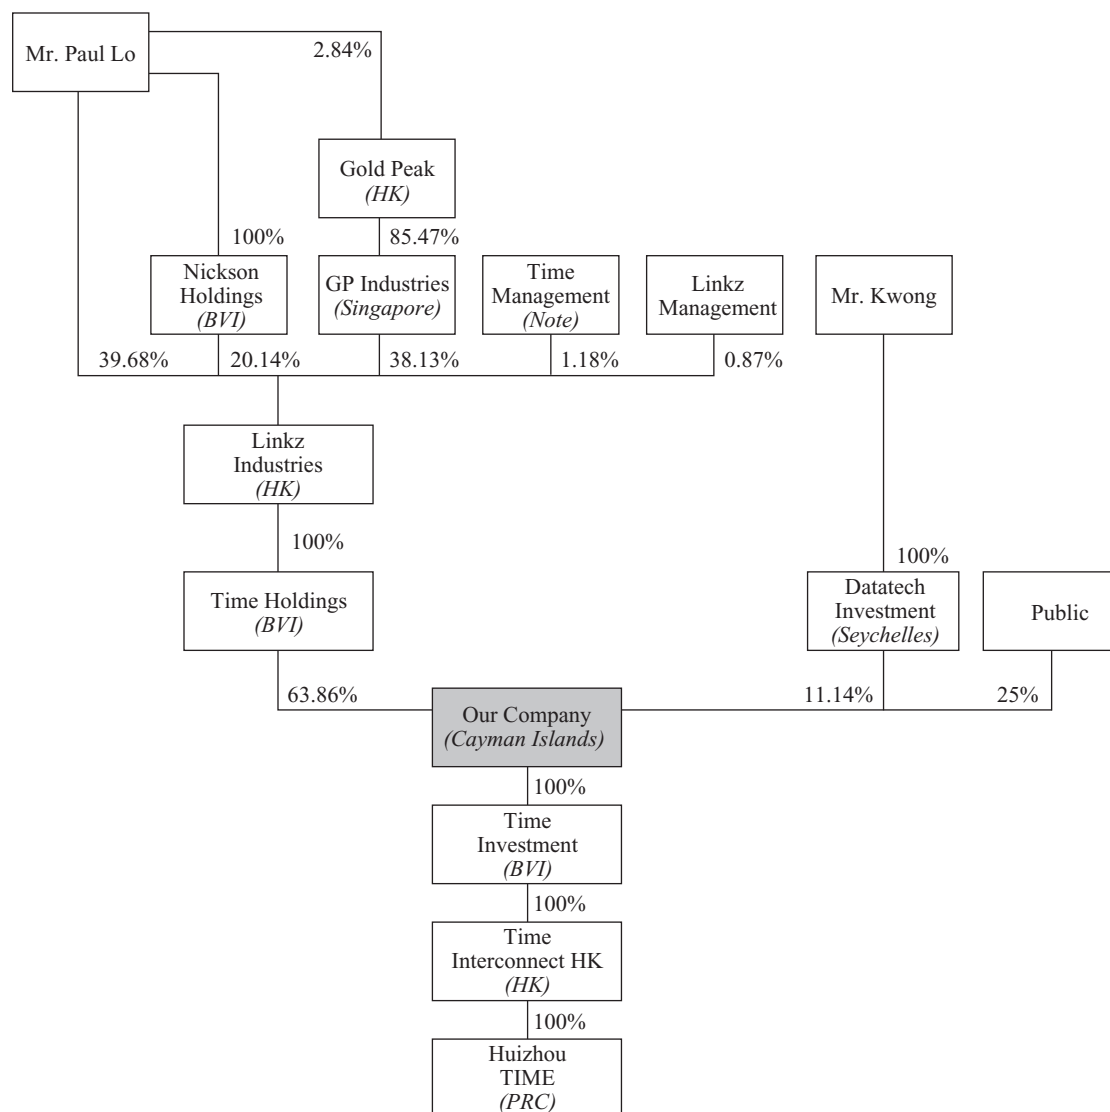 Mr. Paul Lo
2.84%
Gold Peak
(HK)
100%
85.47%
Nickson
Holdings
(BVI)
GP Industries
(Singapore)
Time
Management
(Note)
Linkz
Management
Mr. Kwong
39.68%
20.14%
38.13%
1.18%
0.87%
Linkz
Industries
(HK)
100%
100%
Time Holdings
(BVI)
Datatech
Investment
(Seychelles)
Public
63.86%
11.14%
25%
Our Company
(Cayman Islands)
100%
Time
Investment
(BVI)
100%
Time
Interconnect HK
(HK)
100%
Huizhou
TIME
(PRC)